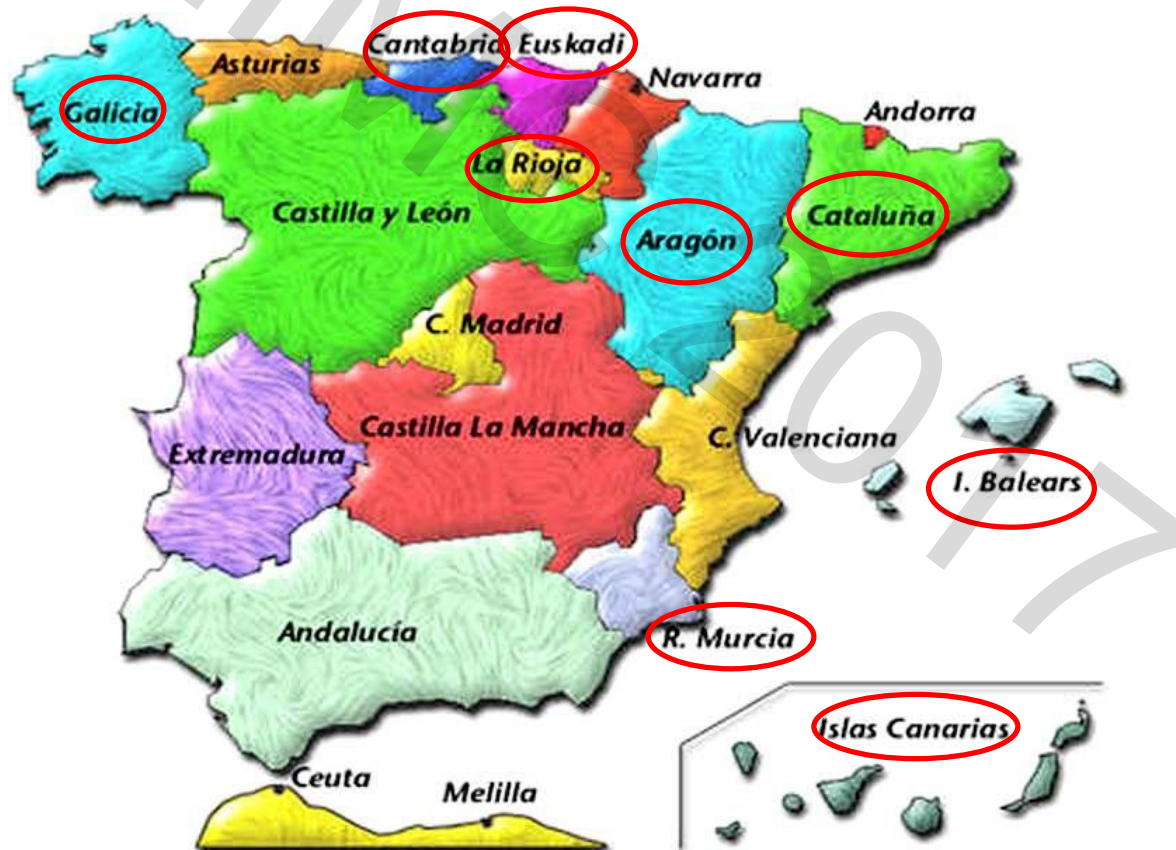 Cantabria Euskadi
Asturias
Navarra
Galicia
Andorra
La Rioja
Castilla y León
Cataluña
Aragón
C. Madrid
Castilla La Mancha
C. Valenciana
Extremadura
I. Balears
Andalucía
R. Murcia
Islas Canarias
Ceuta
Melilla